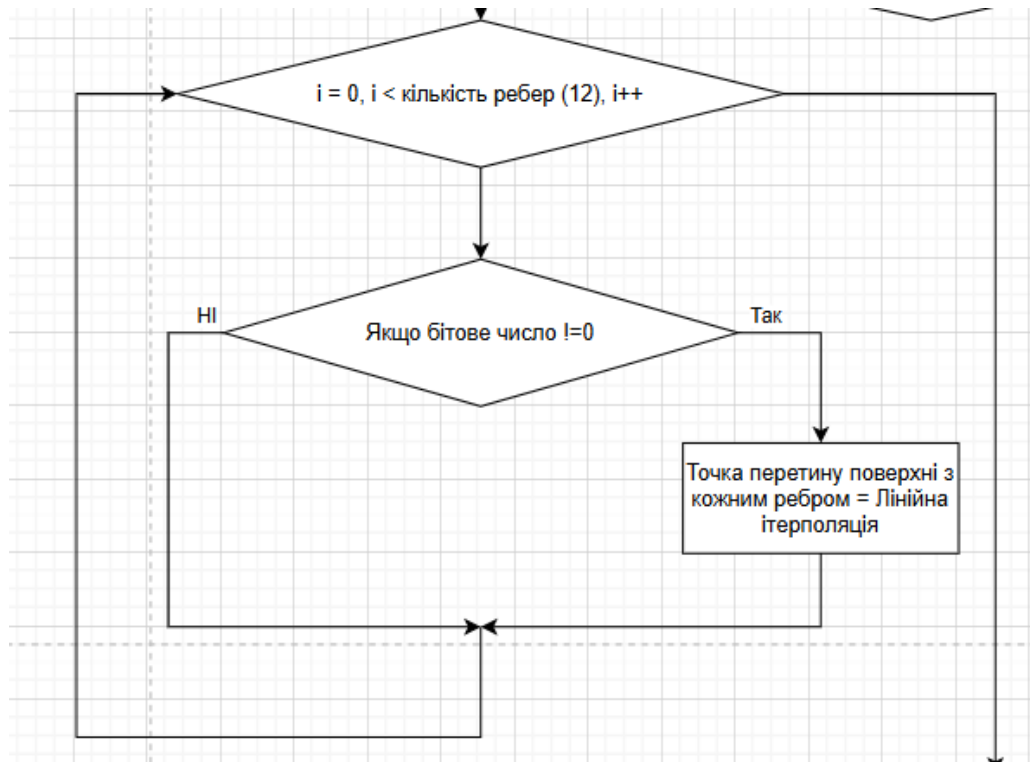 i = 0, i < кількість ребер (12), i++
НІ
Якщо бітове число !=0
Так
Точка перетину поверхні з
кожним ребром = Лінійна
ітерполяція